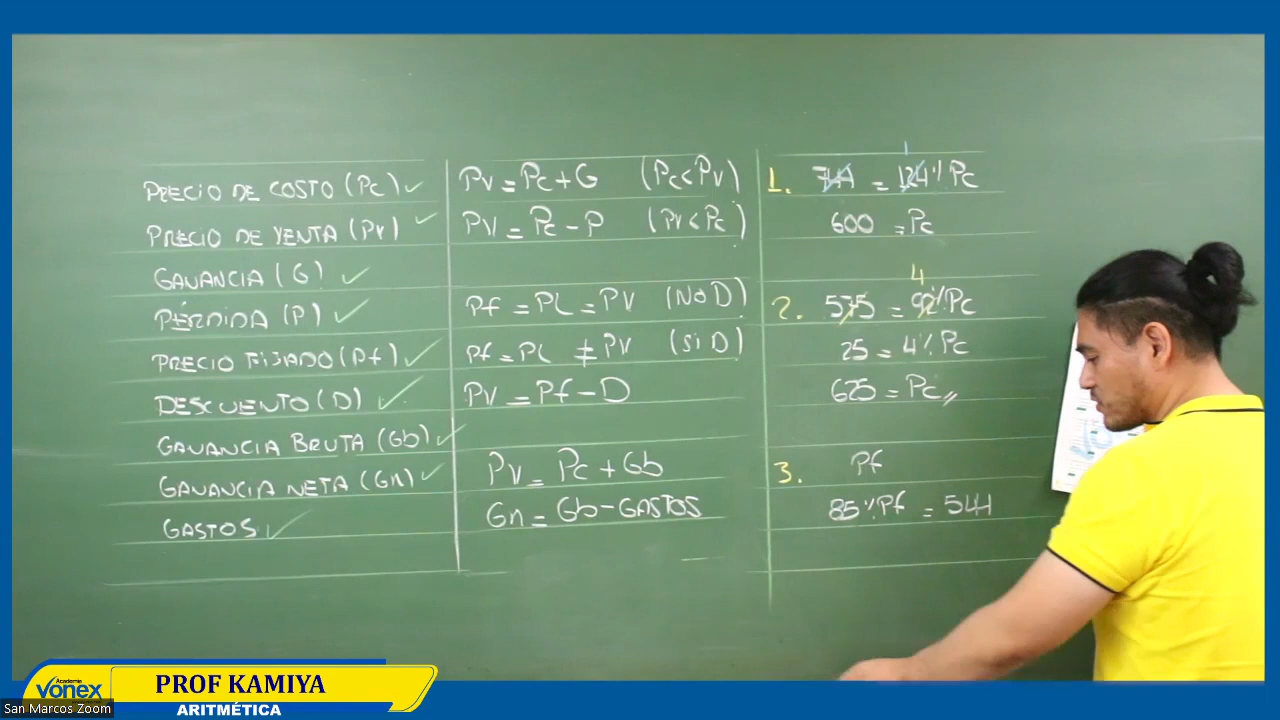 PRECIO DE COSTO (Pc) ✓
PRECIO DE VENTA (PV) ✓
GANANCIA (G) ✓
PÉRDIDA (P) ✓
PRECIO FIJADO (Pf) ✓
DESCUENTO (D) ✓
GANANCIA BRUTA (Gb) ✓
GANANCIA NETA (Gn) ✓
GASTOS ✓
PV = Pc + G (Pc < PV)
PV = Pc - P (PV < Pc)
Pf = PL = PV (NO D)
Pf = PL ≠ PV (SI D)
PV = Pf - D
PV = Pc + Gb
Gn = Gb - GASTOS
1
1. 744 = 124% Pc
600 = Pc
4
2. 575 = 92% Pc
25 = 4% Pc
625 = Pc
3. Pf
85% Pf = 544
Academia
vonex
PROF KAMIYA
ARITMÉTICA
San Marcos Zoom